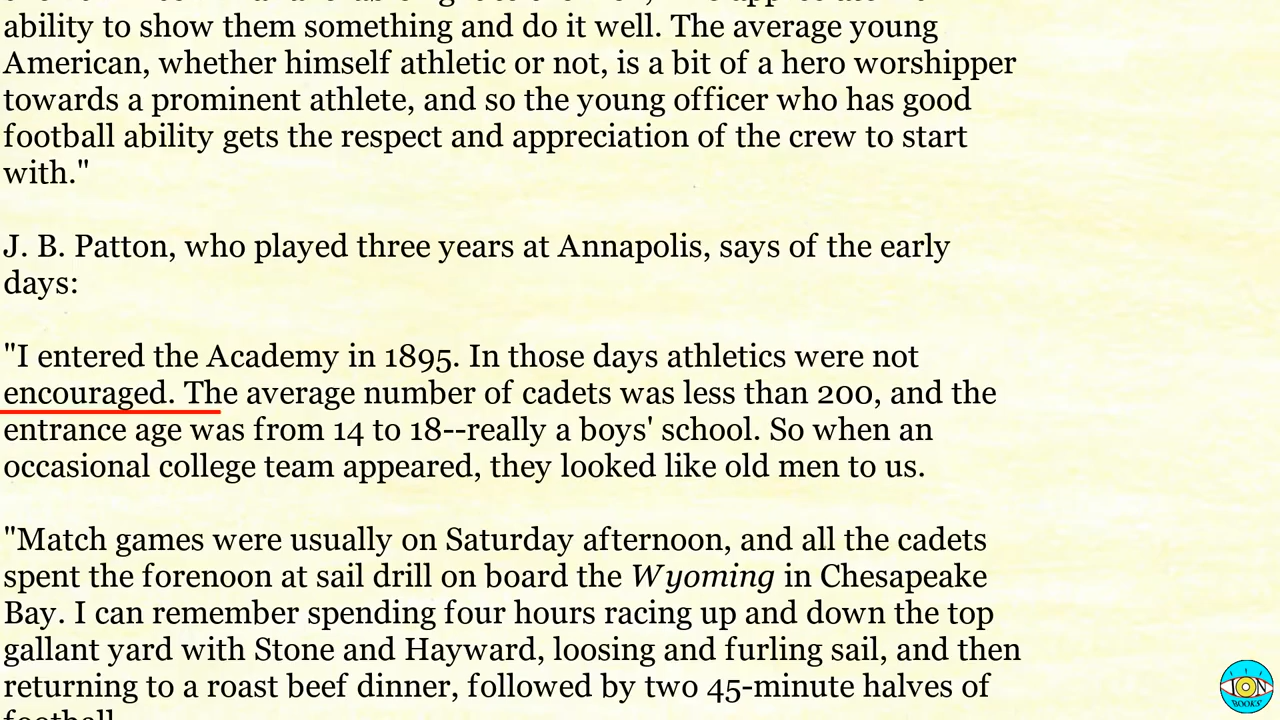 ability to show them something and do it well. The average young
American, whether himself athletic or not, is a bit of a hero worshipper
towards a prominent athlete, and so the young officer who has good
football ability gets the respect and appreciation of the crew to start
with."
J. B. Patton, who played three years at Annapolis, says of the early
days:
"I entered the Academy in 1895. In those days athletics were not
encouraged. The average number of cadets was less than 200, and the
entrance age was from 14 to 18--really a boys' school. So when an
occasional college team appeared, they looked like old men to us.
"Match games were usually on Saturday afternoon, and all the cadets
spent the forenoon at sail drill on board the Wyoming in Chesapeake
Bay. I can remember spending four hours racing up and down the top
gallant yard with Stone and Hayward, loosing and furling sail, and then
returning to a roast beef dinner, followed by two 45-minute halves of
football
ION
BOOKS